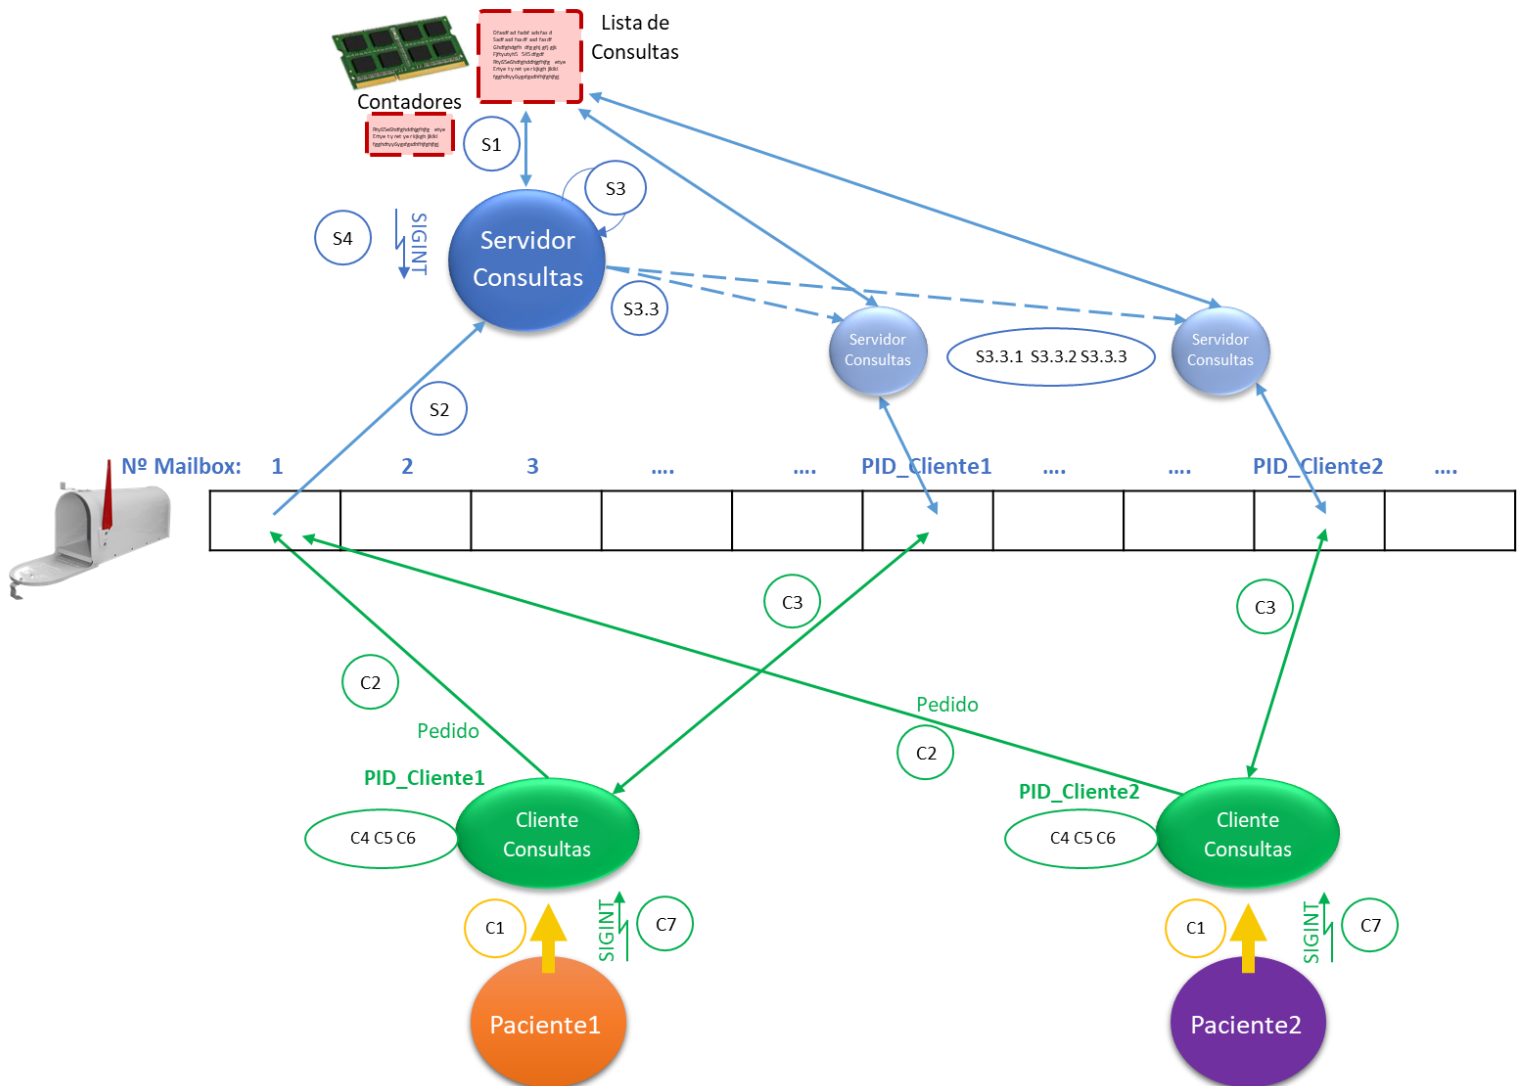 Lista de
Consultas
Contadores
S1
S3
S4
SIGINT
Servidor
Consultas
S3.3
Servidor
Consultas
S3.3.1 S3.3.2 S3.3.3
Servidor
Consultas
S2
Nº Mailbox: 1 2 3 .... .... PID_Cliente1 .... .... PID_Cliente2 ....
C3
C3
C2
Pedido
Pedido
C2
PID_Cliente1
PID_Cliente2
Cliente
Consultas
C4 C5 C6
Cliente
Consultas
C4 C5 C6
C1
SIGINT
C7
C1
SIGINT
C7
Paciente1
Paciente2